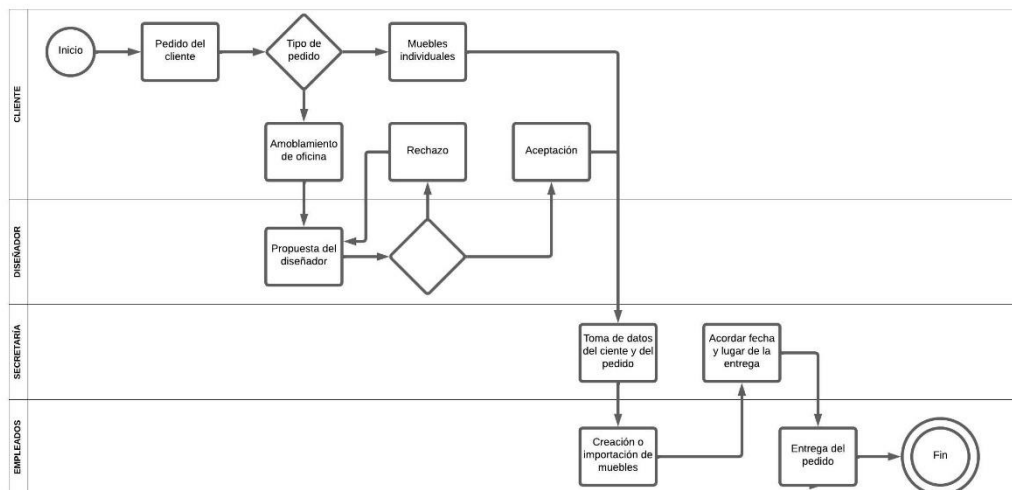 CLIENTE
Inicio
Pedido del
cliente
Tipo de
pedido
Muebles
individuales
Amoblamiento
de oficina
Rechazo
Aceptación
DISEÑADOR
Propuesta del
diseñador
SECRETARÍA
Toma de datos
del ciente y del
pedido
Acordar fecha
y lugar de la
entrega
EMPLEADOS
Creación o
importación de
muebles
Entrega del
pedido
Fin